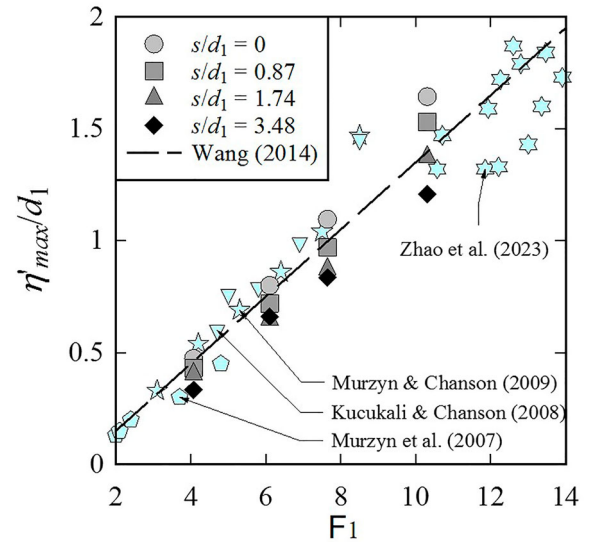 2
1.5
1
0.5
0
η'max/d1
s/d1 = 0
s/d1 = 0.87
s/d1 = 1.74
s/d1 = 3.48
Wang (2014)
Zhao et al. (2023)
Murzyn & Chanson (2009)
Kucukali & Chanson (2008)
Murzyn et al. (2007)
2 4 6 8 10 12 14
F1